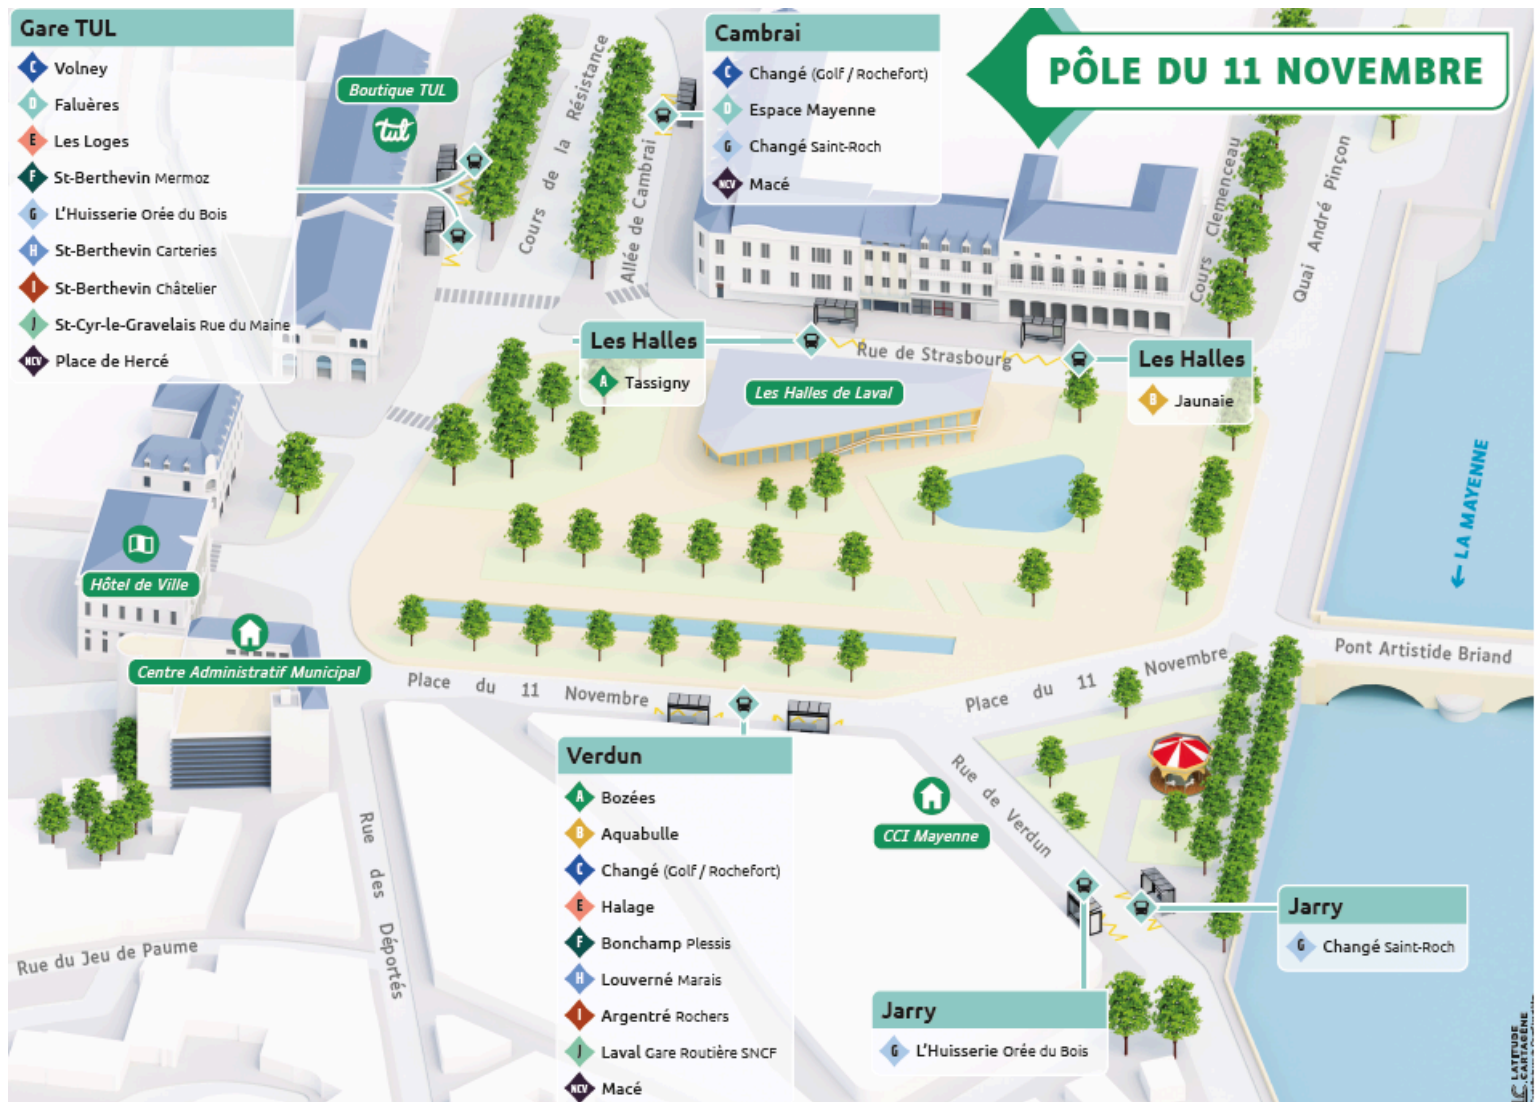 PÔLE DU 11 NOVEMBRE
Gare TUL
C Volney
D Faluères
E Les Loges
F St-Berthevin Mermoz
G L'Huisserie Orée du Bois
H St-Berthevin Carteries
I St-Berthevin Châtelier
J St-Cyr-le-Gravelais Rue du Maine
NCV Place de Hercé
Boutique TUL
tul
Cours de la Résistance
Allée de Cambrai
Cambrai
C Changé (Golf / Rochefort)
D Espace Mayenne
G Changé Saint-Roch
NCV Macé
Cours Clemenceau
Quai André Pinçon
Les Halles
A Tassigny
Rue de Strasbourg
Les Halles
B Jaunaie
Les Halles de Laval
← LA MAYENNE
Hôtel de Ville
Centre Administratif Municipal
Place du 11 Novembre
Place du 11 Novembre
Pont Artistide Briand
Verdun
A Bozées
B Aquabulle
C Changé (Golf / Rochefort)
E Halage
F Bonchamp Plessis
H Louverné Marais
I Argentré Rochers
J Laval Gare Routière SNCF
NCV Macé
Rue de Verdun
CCI Mayenne
Rue des Déportés
Rue du Jeu de Paume
Jarry
G Changé Saint-Roch
Jarry
G L'Huisserie Orée du Bois
LATITUDE
CARTAGENE